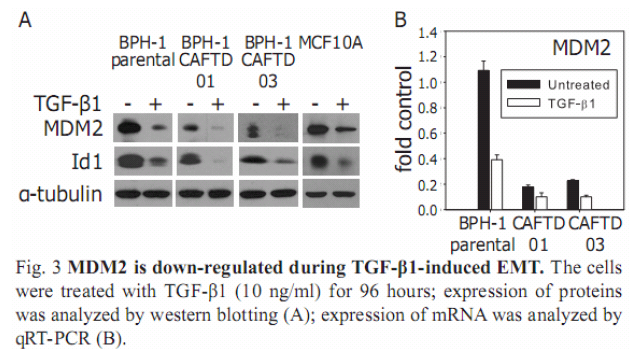 A
BPH-1 parental
BPH-1 CAFTD 01
BPH-1 CAFTD 03
MCF10A
TGF-β1 - + - + - + - +
MDM2
Id1
α-tubulin
B
MDM2
Untreated
TGF-β1
fold control
1.4
1.2
1.0
0.8
0.6
0.4
0.2
0.0
BPH-1 parental
CAFTD 01
CAFTD 03
Fig. 3 MDM2 is down-regulated during TGF-β1-induced EMT. The cells
were treated with TGF-β1 (10 ng/ml) for 96 hours; expression of proteins
was analyzed by western blotting (A); expression of mRNA was analyzed by
qRT-PCR (B).